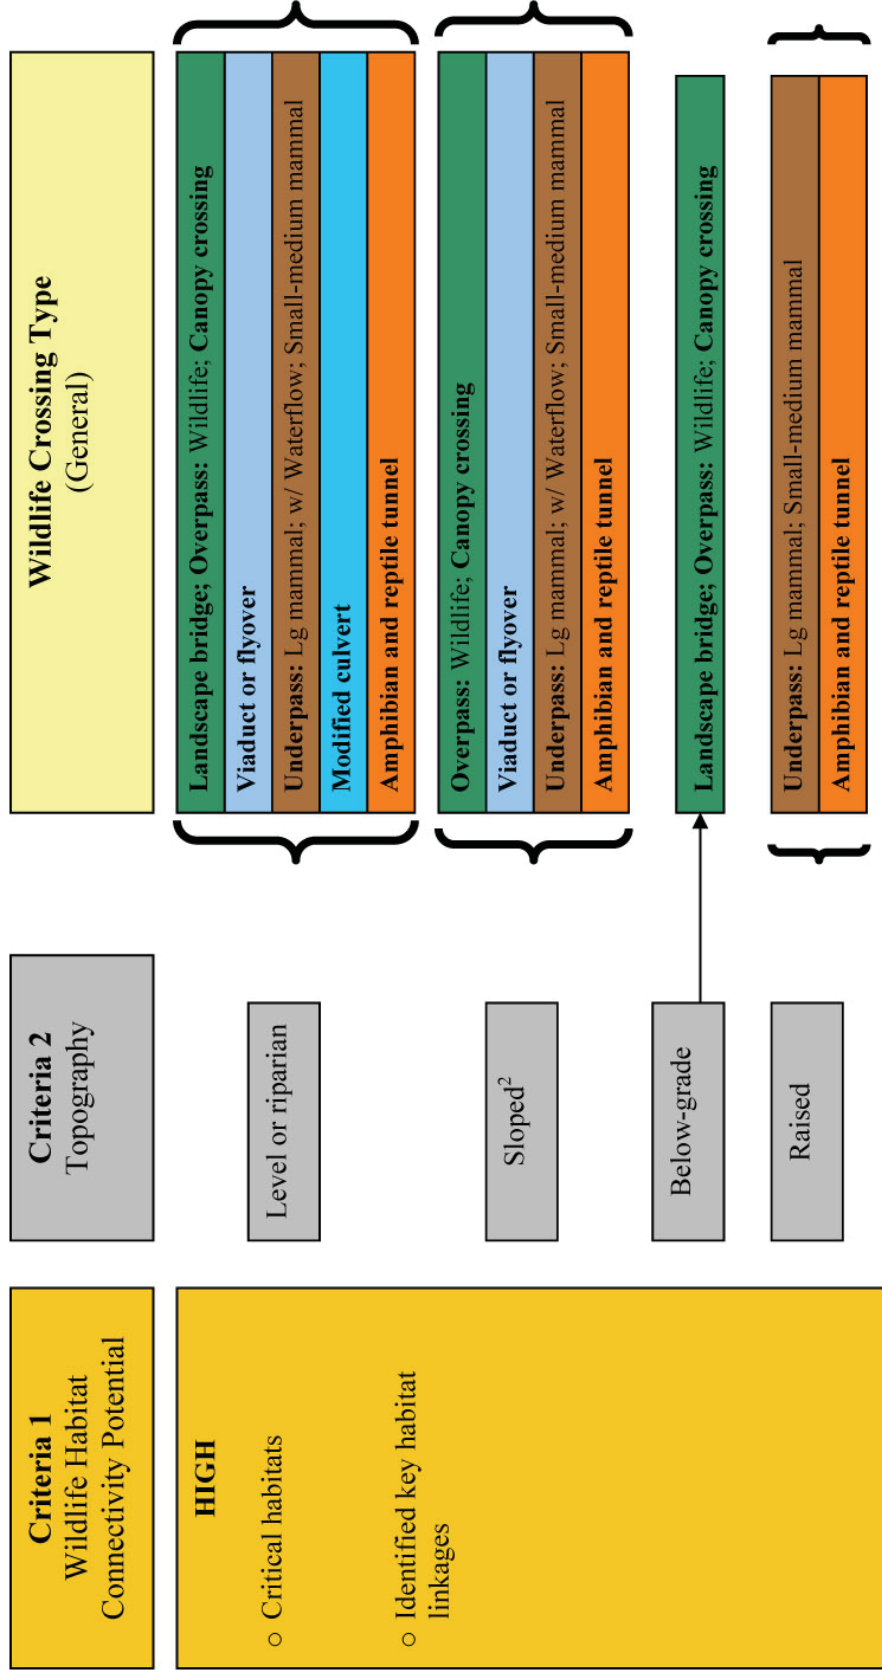 Criteria 1
Wildlife Habitat
Connectivity Potential
Criteria 2
Topography
Wildlife Crossing Type
(General)
HIGH
○ Critical habitats
○ Identified key habitat
linkages
Level or riparian
Landscape bridge; Overpass: Wildlife; Canopy crossing
Viaduct or flyover
Underpass: Lg mammal; w/ Waterflow; Small-medium mammal
Modified culvert
Amphibian and reptile tunnel
Sloped²
Overpass: Wildlife; Canopy crossing
Viaduct or flyover
Underpass: Lg mammal; w/ Waterflow; Small-medium mammal
Amphibian and reptile tunnel
Below-grade
Landscape bridge; Overpass: Wildlife; Canopy crossing
Raised
Underpass: Lg mammal; Small-medium mammal
Amphibian and reptile tunnel